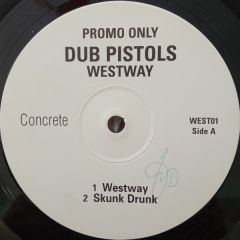 PROMO ONLY
DUB PISTOLS
WESTWAY
Concrete
WEST01
Side A
1 Westway
2 Skunk Drunk